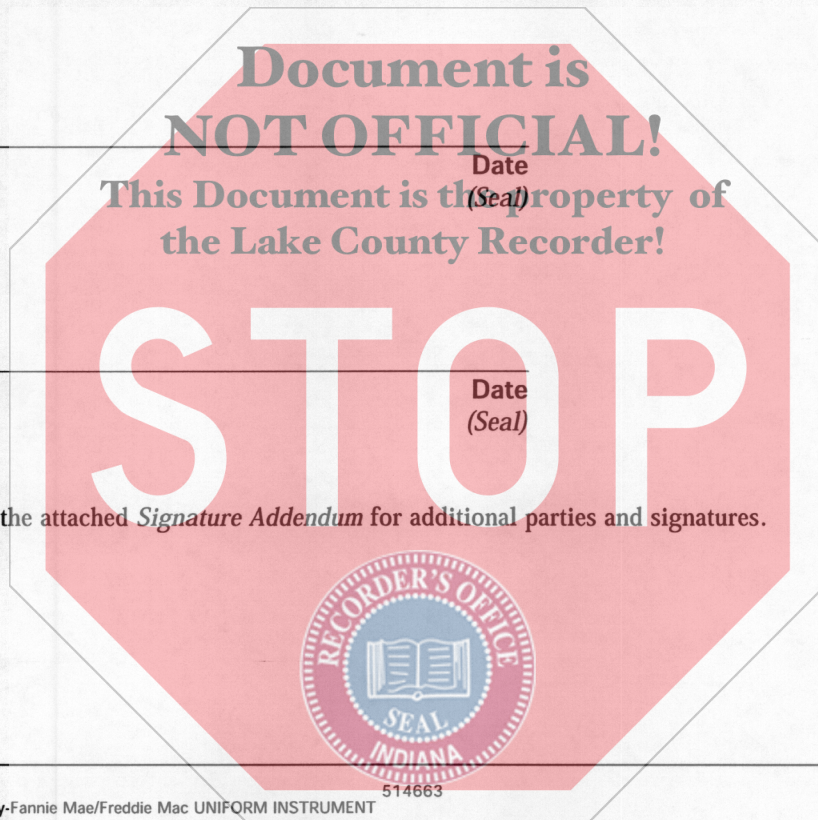 Document is
NOT OFFICIAL!
Date
This Document is the property of
(Seal)
the Lake County Recorder!
STOP
Date
(Seal)
the attached Signature Addendum for additional parties and signatures.
RECORDER'S OFFICE
SEAL
INDIANA
514663
y-Fannie Mae/Freddie Mac UNIFORM INSTRUMENT